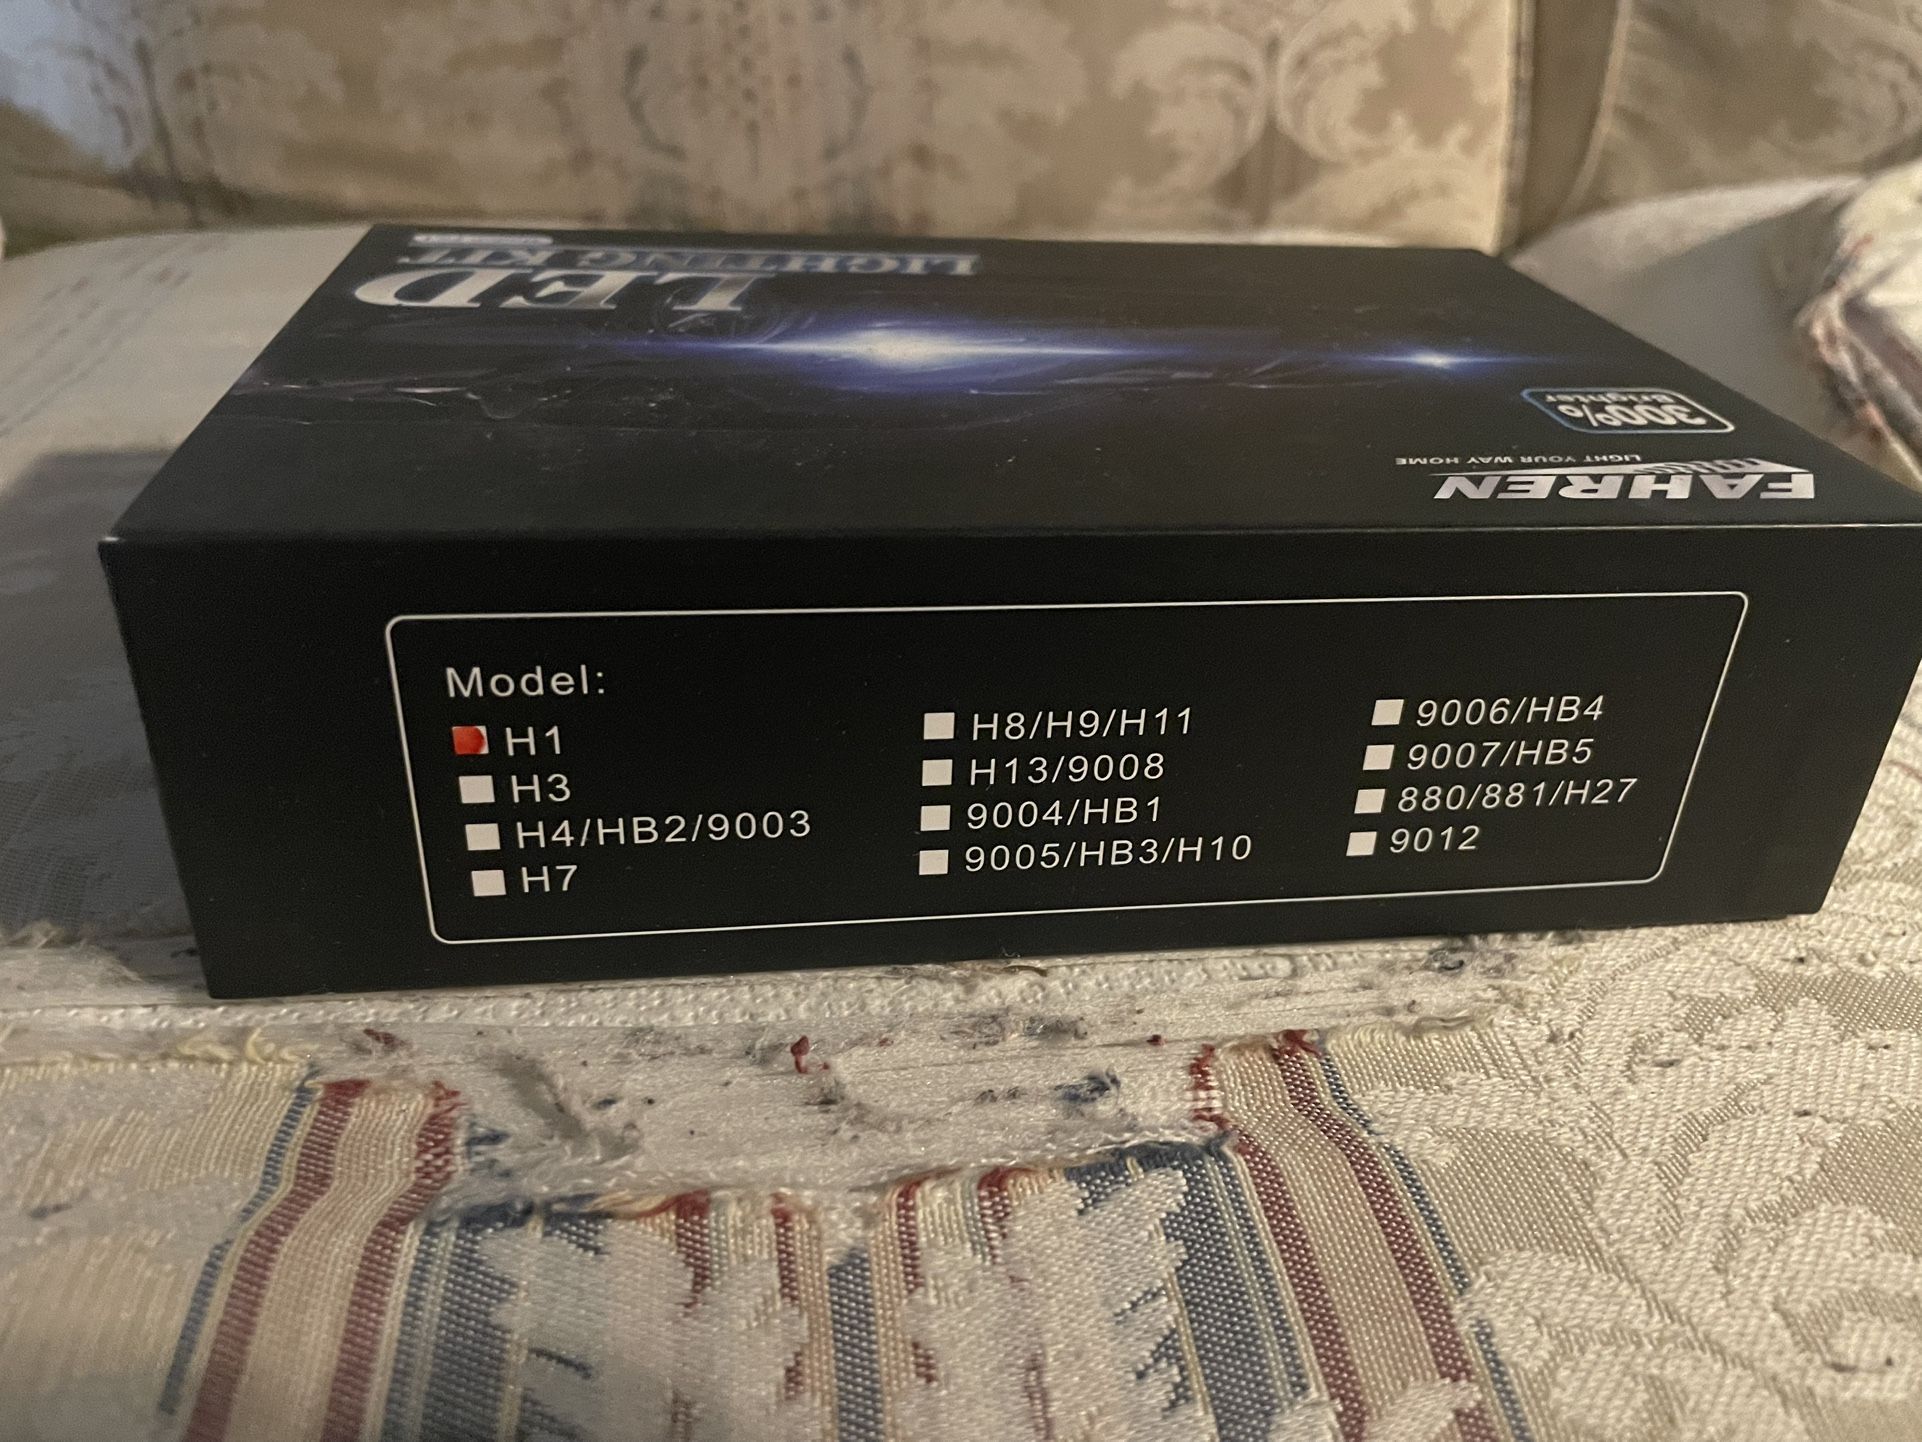 LED
LIGHTING KIT
300%
Brighter
LIGHT YOUR WAY HOME
FAHREN
Model:
H1
H3
H4/HB2/9003
H7
H8/H9/H11
H13/9008
9004/HB1
9005/HB3/H10
9006/HB4
9007/HB5
880/881/H27
9012